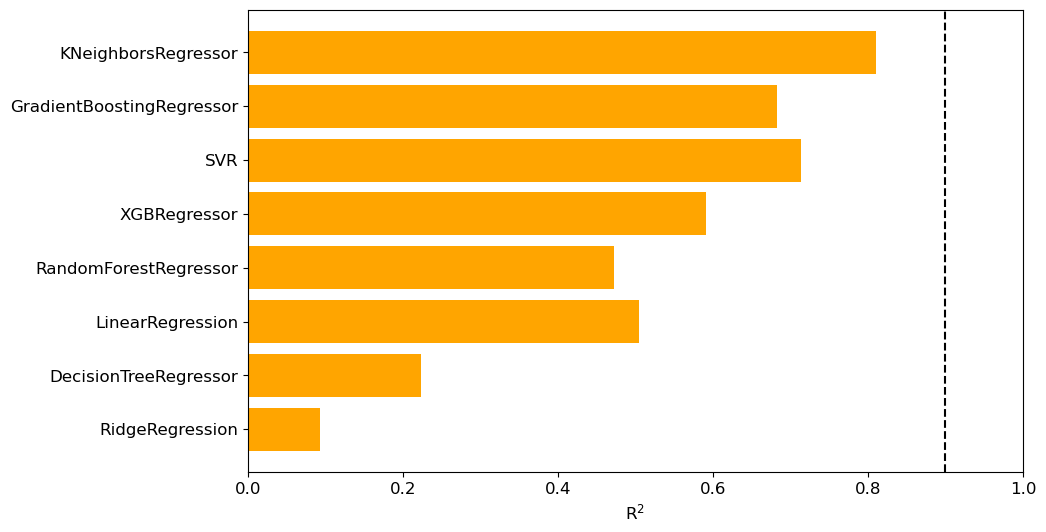 KNeighborsRegressor
GradientBoostingRegressor
SVR
XGBRegressor
RandomForestRegressor
LinearRegression
DecisionTreeRegressor
RidgeRegression
0.0 0.2 0.4 0.6 0.8 1.0
R²